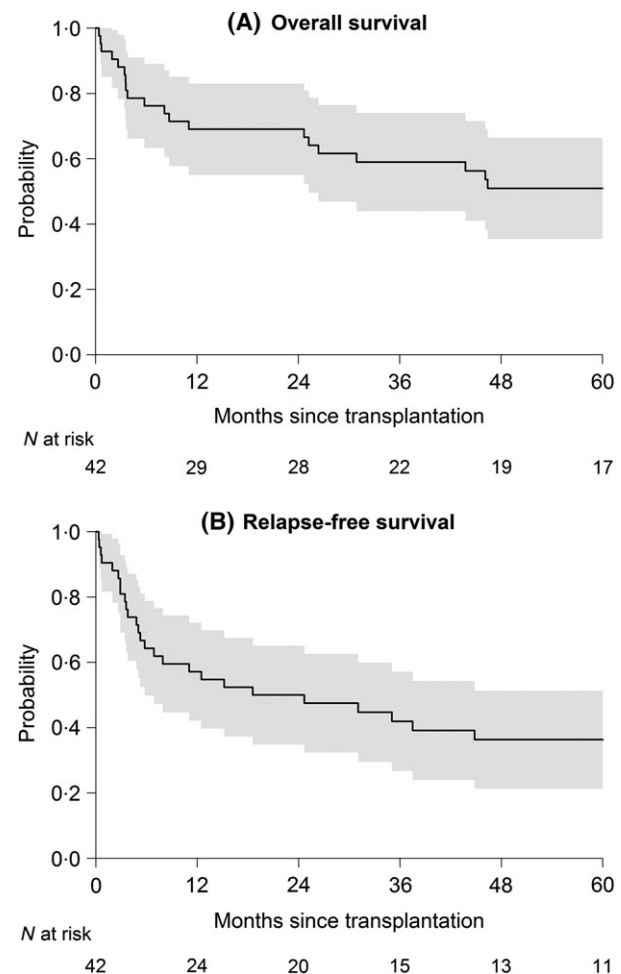 (A) Overall survival
1·0
0·8
0·6
0·4
0·2
0·0
Probability
0 12 24 36 48 60
Months since transplantation
N at risk
42 29 28 22 19 17
(B) Relapse-free survival
1·0
0·8
0·6
0·4
0·2
0·0
Probability
0 12 24 36 48 60
Months since transplantation
N at risk
42 24 20 15 13 11